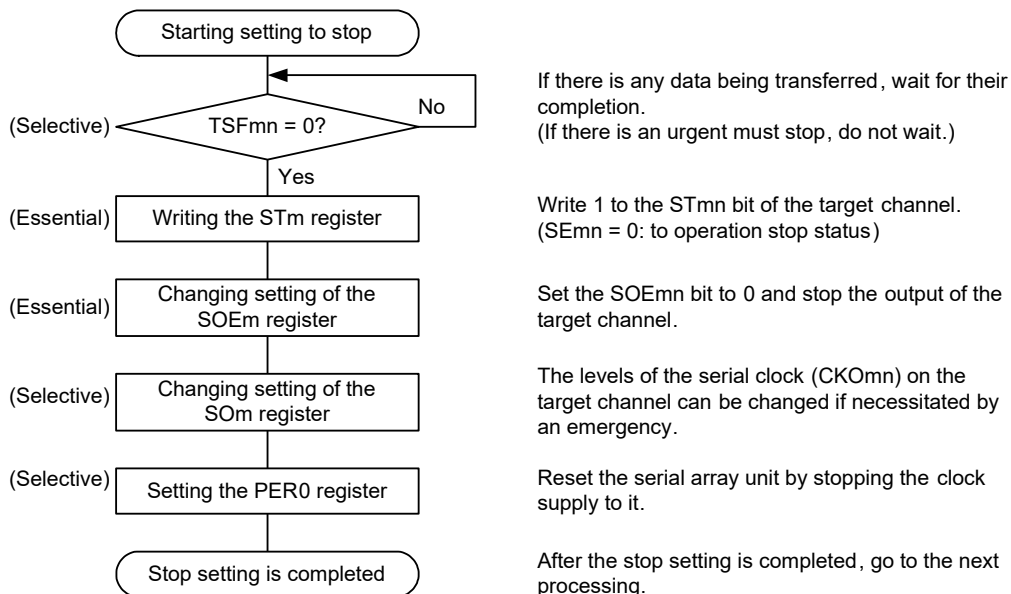 Starting setting to stop
If there is any data being transferred, wait for their
completion.
(If there is an urgent must stop, do not wait.)
No
(Selective)
TSFmn = 0?
Yes
(Essential)
Writing the STm register
Write 1 to the STmn bit of the target channel.
(SEmn = 0: to operation stop status)
(Essential)
Changing setting of the
SOEm register
Set the SOEmn bit to 0 and stop the output of the
target channel.
(Selective)
Changing setting of the
SOm register
The levels of the serial clock (CKOmn) on the
target channel can be changed if necessitated by
an emergency.
(Selective)
Setting the PER0 register
Reset the serial array unit by stopping the clock
supply to it.
Stop setting is completed
After the stop setting is completed, go to the next
processing.